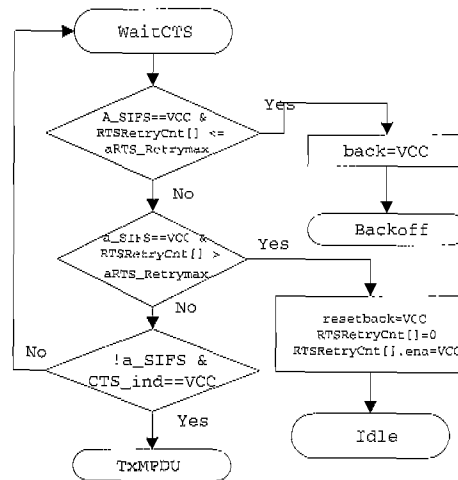 WaitCTS
A_SIFS==VCC &
RTSRetryCnt[] <=
aRTS_Retrymax
Yes
back=VCC
No
Backoff
a_SIFS==VCC &
RTSRetryCnt[] >
aRTS_Retrymax
Yes
No
resetback=VCC
RTSRetryCnt[]=0
RTSRetryCnt[].ena=VCC
No
!a_SIFS &
CTS_ind==VCC
Yes
Idle
TxMPDU